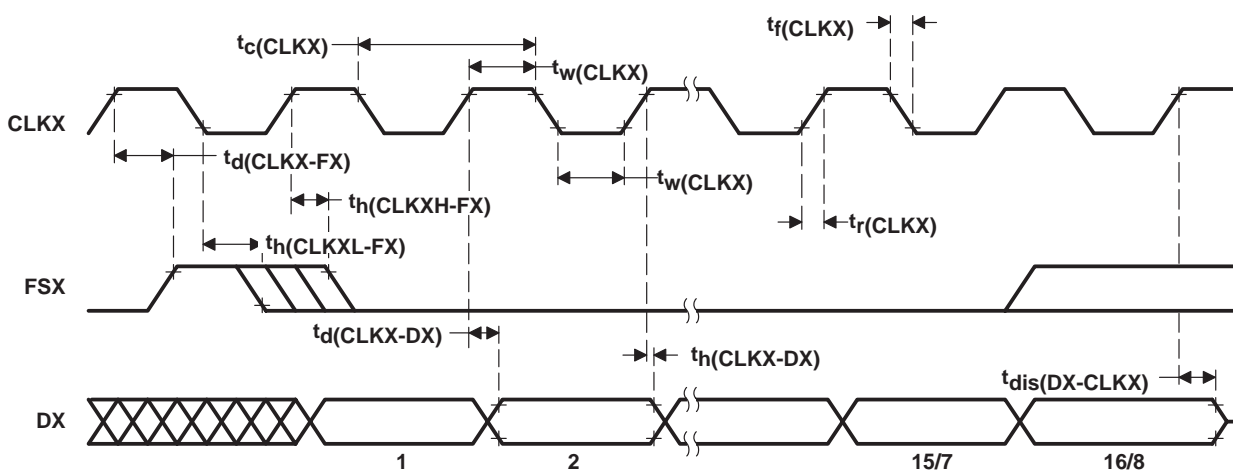 tf(CLKX)
tc(CLKX)
tw(CLKX)
CLKX
td(CLKX-FX)
tw(CLKX)
th(CLKXH-FX)
tr(CLKX)
th(CLKXL-FX)
FSX
td(CLKX-DX)
th(CLKX-DX)
tdis(DX-CLKX)
DX
1 2 15/7 16/8